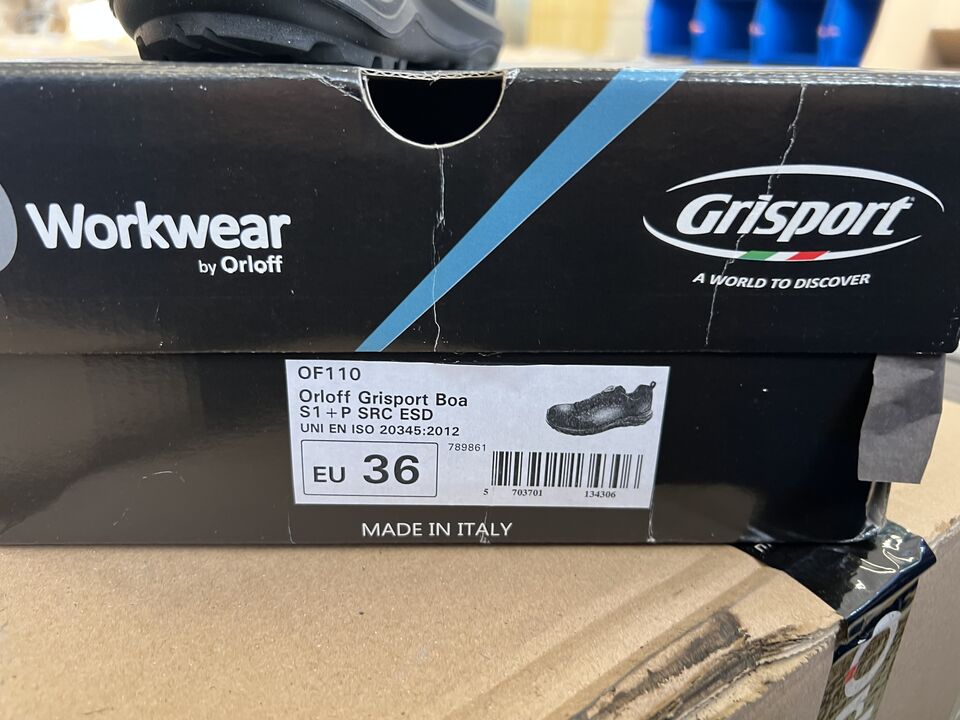 Workwear
by Orloff
Grisport
A WORLD TO DISCOVER
OF110
Orloff Grisport Boa
S1+P SRC ESD
UNI EN ISO 20345:2012
789861
EU 36
5 703701 134306
MADE IN ITALY